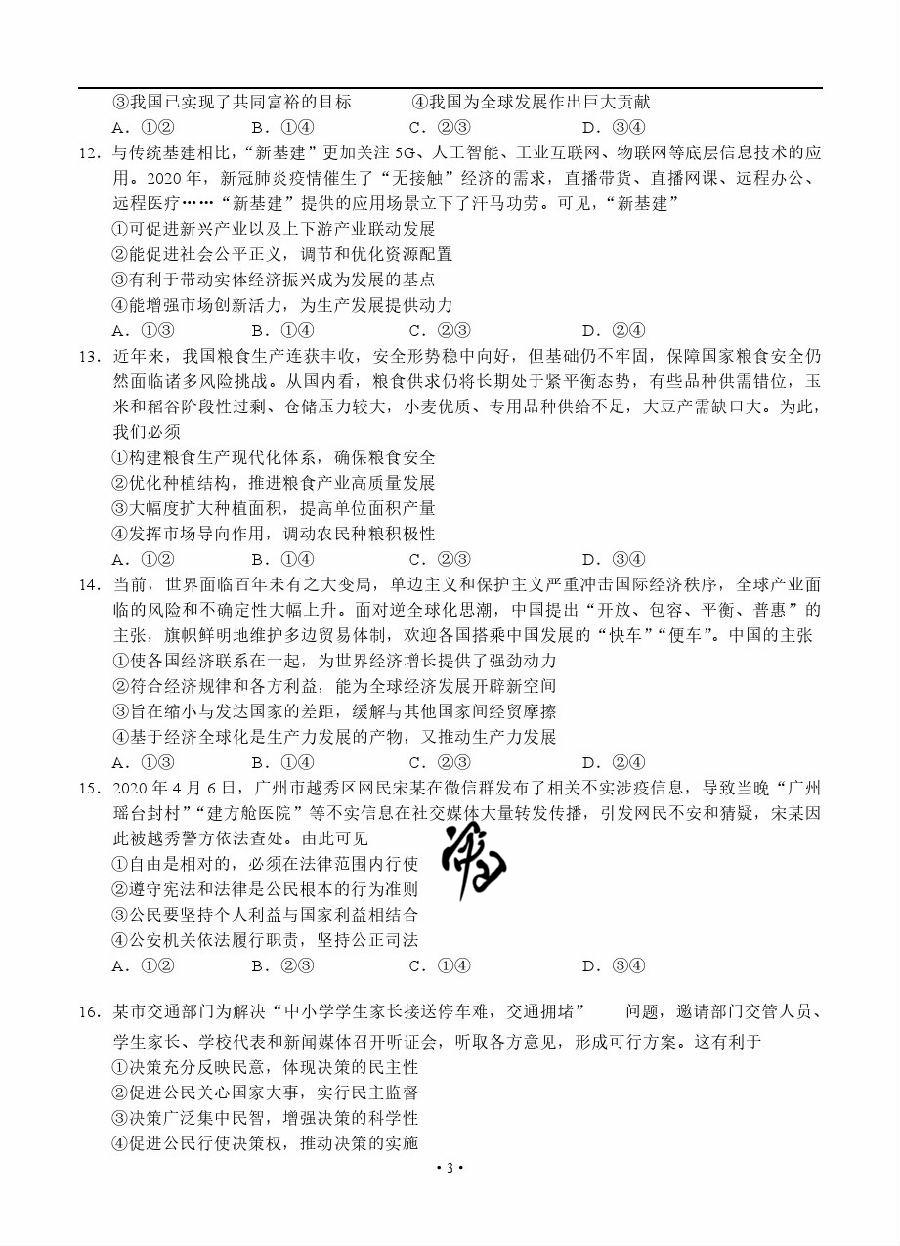 ③我国已实现了共同富裕的目标 ④我国为全球发展作出巨大贡献
A．①② B．①④ C．②③ D．③④
12．与传统基建相比，“新基建”更加关注 5G、人工智能、工业互联网、物联网等底层信息技术的应
用。2020 年，新冠肺炎疫情催生了“无接触”经济的需求，直播带货、直播网课、远程办公、
远程医疗……“新基建”提供的应用场景立下了汗马功劳。可见，“新基建”
①可促进新兴产业以及上下游产业联动发展
②能促进社会公平正义，调节和优化资源配置
③有利于带动实体经济振兴成为发展的基点
④能增强市场创新活力，为生产发展提供动力
A．①③ B．①④ C．②③ D．②④
13．近年来，我国粮食生产连获丰收，安全形势稳中向好，但基础仍不牢固，保障国家粮食安全仍
然面临诸多风险挑战。从国内看，粮食供求仍将长期处于紧平衡态势，有些品种供需错位，玉
米和稻谷阶段性过剩、仓储压力较大，小麦优质、专用品种供给不足，大豆产需缺口大。为此，
我们必须
①构建粮食生产现代化体系，确保粮食安全
②优化种植结构，推进粮食产业高质量发展
③大幅度扩大种植面积，提高单位面积产量
④发挥市场导向作用，调动农民种粮积极性
A．①② B．①④ C．②③ D．③④
14．当前，世界面临百年未有之大变局，单边主义和保护主义严重冲击国际经济秩序，全球产业面
临的风险和不确定性大幅上升。面对逆全球化思潮，中国提出“开放、包容、平衡、普惠”的
主张，旗帜鲜明地维护多边贸易体制，欢迎各国搭乘中国发展的“快车”“便车”。中国的主张
①使各国经济联系在一起，为世界经济增长提供了强劲动力
②符合经济规律和各方利益，能为全球经济发展开辟新空间
③旨在缩小与发达国家的差距，缓解与其他国家间经贸摩擦
④基于经济全球化是生产力发展的产物，又推动生产力发展
A．①③ B．①④ C．②③ D．②④
15．2020 年 4 月 6 日，广州市越秀区网民宋某在微信群发布了相关不实涉疫信息，导致当晚“广州
瑶台封村”“建方舱医院”等不实信息在社交媒体大量转发传播，引发网民不安和猜疑，宋某因
此被越秀警方依法查处。由此可见
①自由是相对的，必须在法律范围内行使
②遵守宪法和法律是公民根本的行为准则
③公民要坚持个人利益与国家利益相结合
④公安机关依法履行职责，坚持公正司法
A．①② B．②③ C．①④ D．③④
16．某市交通部门为解决“中小学学生家长接送停车难，交通拥堵” 问题，邀请部门交管人员、
学生家长、学校代表和新闻媒体召开听证会，听取各方意见，形成可行方案。这有利于
①决策充分反映民意，体现决策的民主性
②促进公民关心国家大事，实行民主监督
③决策广泛集中民智，增强决策的科学性
④促进公民行使决策权，推动决策的实施
• 3 •